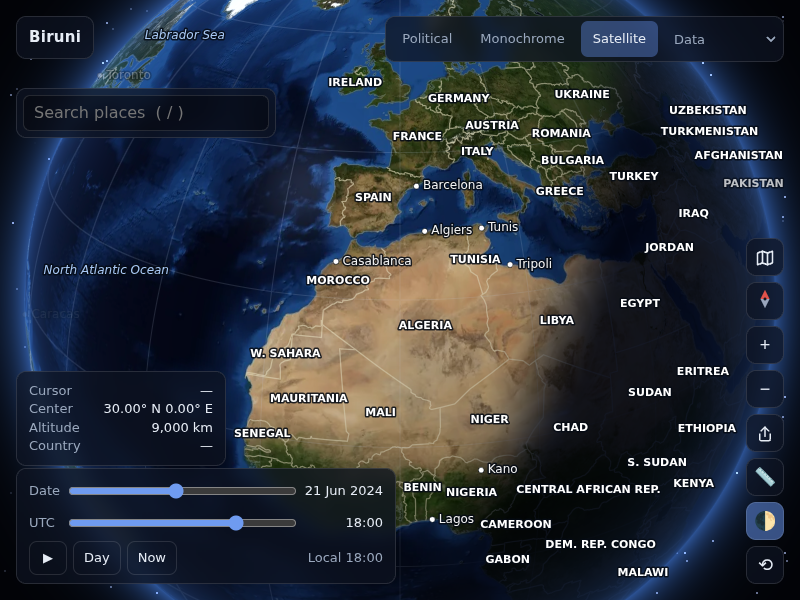 Biruni
Political
Monochrome
Satellite
Data
Search places ( / )
Labrador Sea
Toronto
IRELAND
GERMANY
UKRAINE
UZBEKISTAN
FRANCE
AUSTRIA
ROMANIA
TURKMENISTAN
ITALY
BULGARIA
AFGHANISTAN
SPAIN
Barcelona
GREECE
TURKEY
PAKISTAN
Algiers
Tunis
IRAQ
Casablanca
TUNISIA
Tripoli
JORDAN
North Atlantic Ocean
MOROCCO
Caracas
EGYPT
ALGERIA
LIBYA
W. SAHARA
ERITREA
MAURITANIA
MALI
NIGER
CHAD
SUDAN
ETHIOPIA
SENEGAL
S. SUDAN
Kano
BENIN
NIGERIA
CENTRAL AFRICAN REP.
KENYA
Lagos
CAMEROON
DEM. REP. CONGO
GABON
MALAWI
Cursor —
Center 30.00° N 0.00° E
Altitude 9,000 km
Country —
Date 21 Jun 2024
UTC 18:00
Day
Now
Local 18:00
+
−